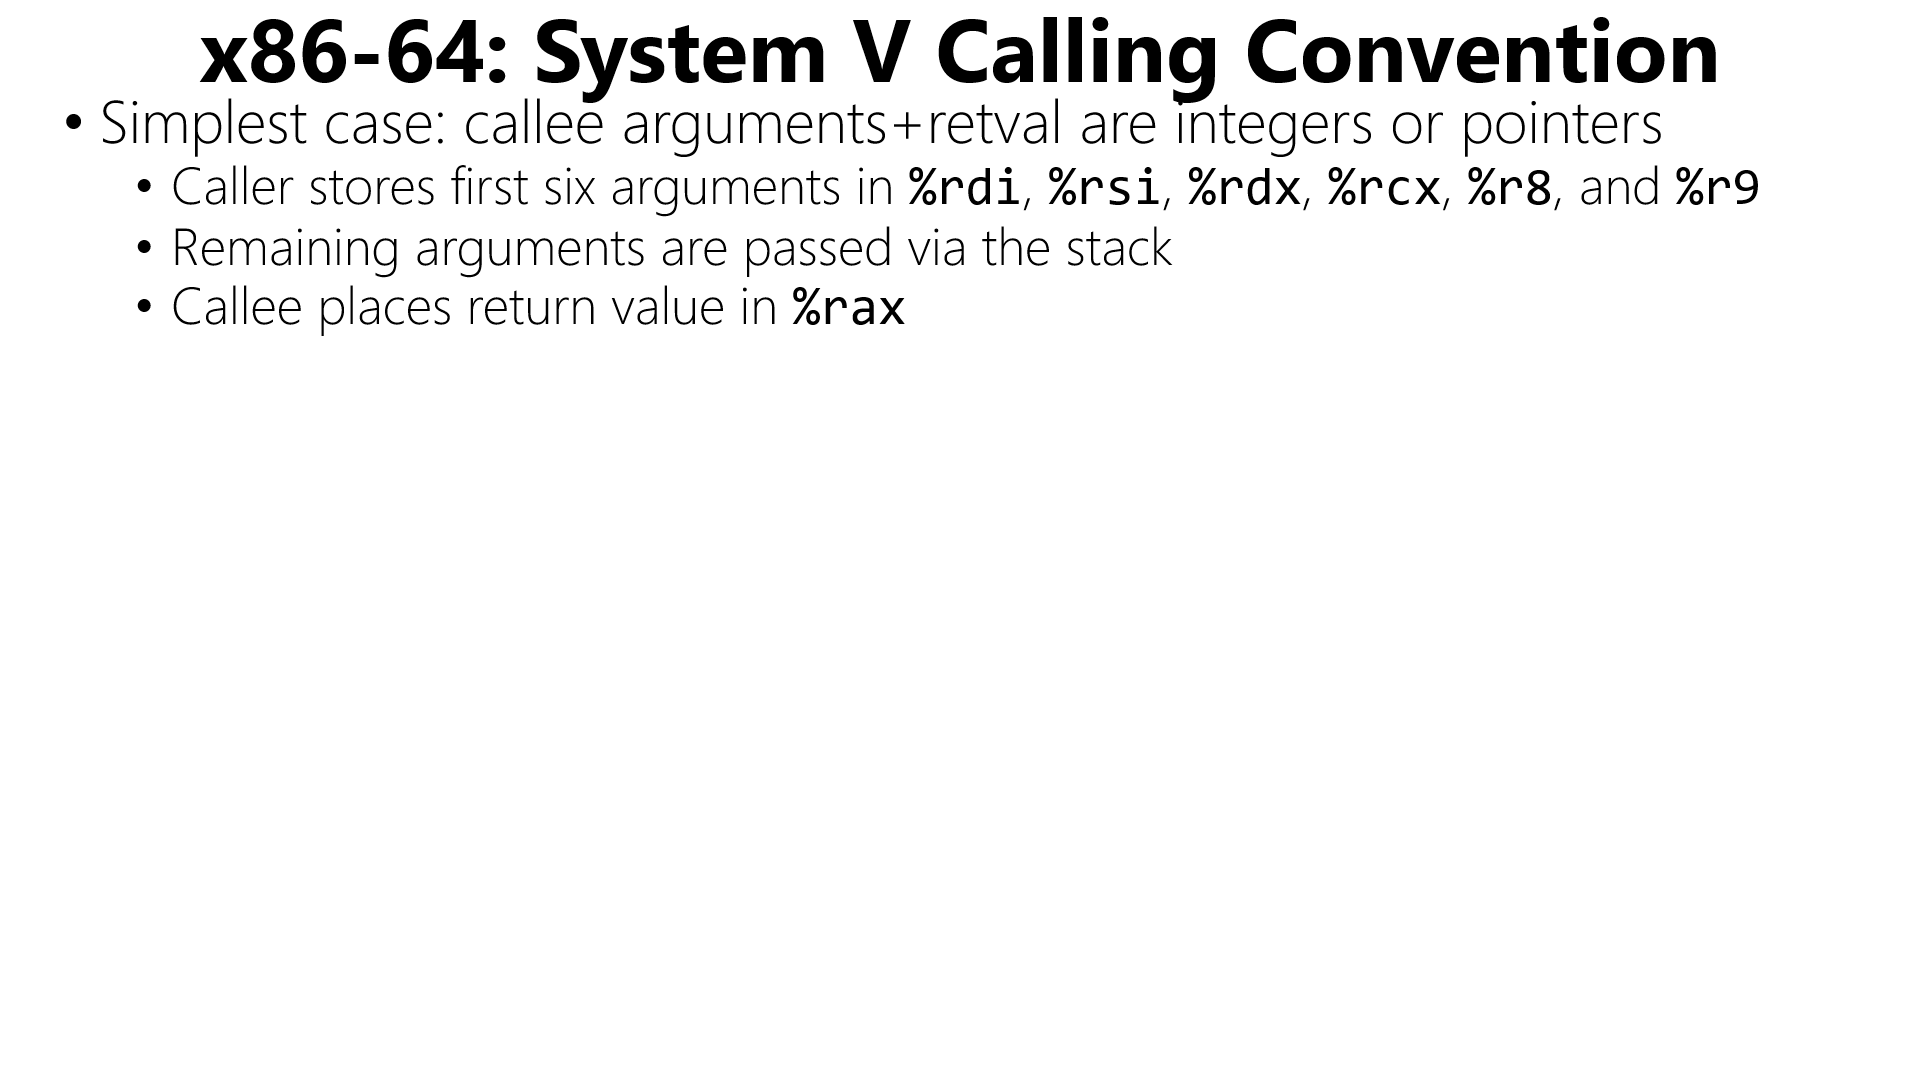 x86-64: System V Calling Convention
• Simplest case: callee arguments+retval are integers or pointers
• Caller stores first six arguments in %rdi, %rsi, %rdx, %rcx, %r8, and %r9
• Remaining arguments are passed via the stack
• Callee places return value in %rax